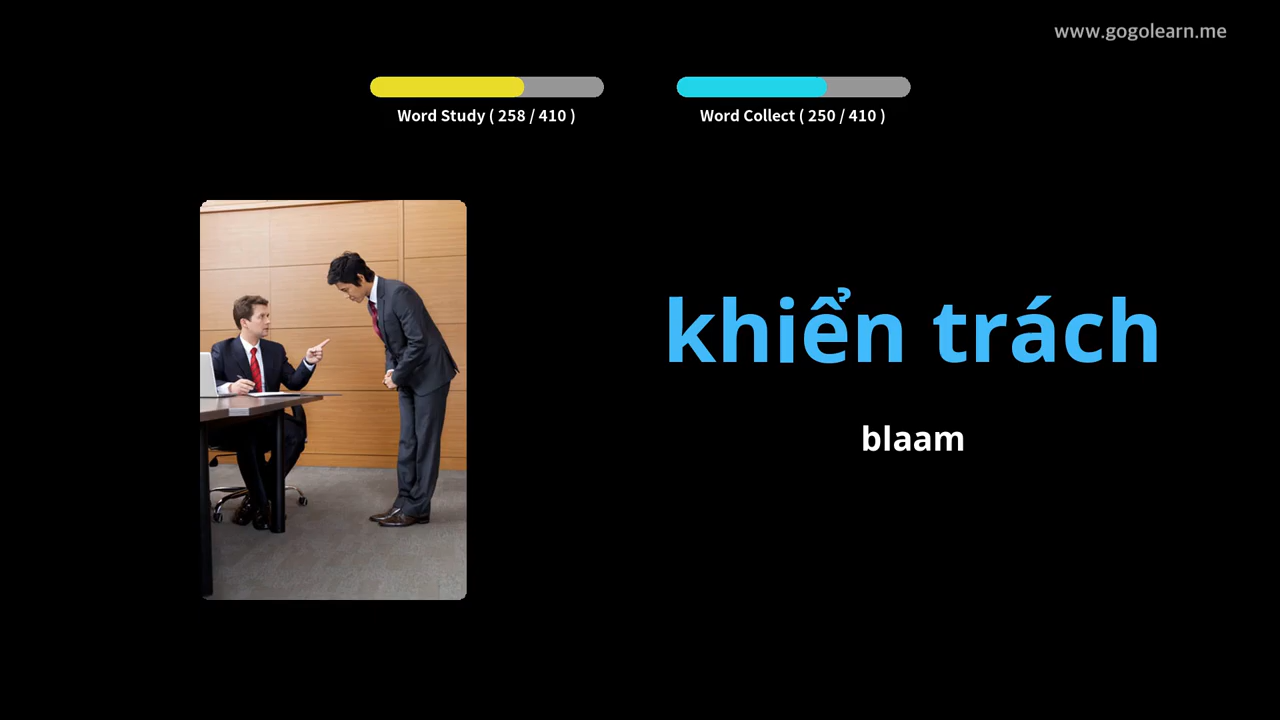 www.gogolearn.me
Word Study ( 258 / 410 )
Word Collect ( 250 / 410 )
khiển trách
blaam